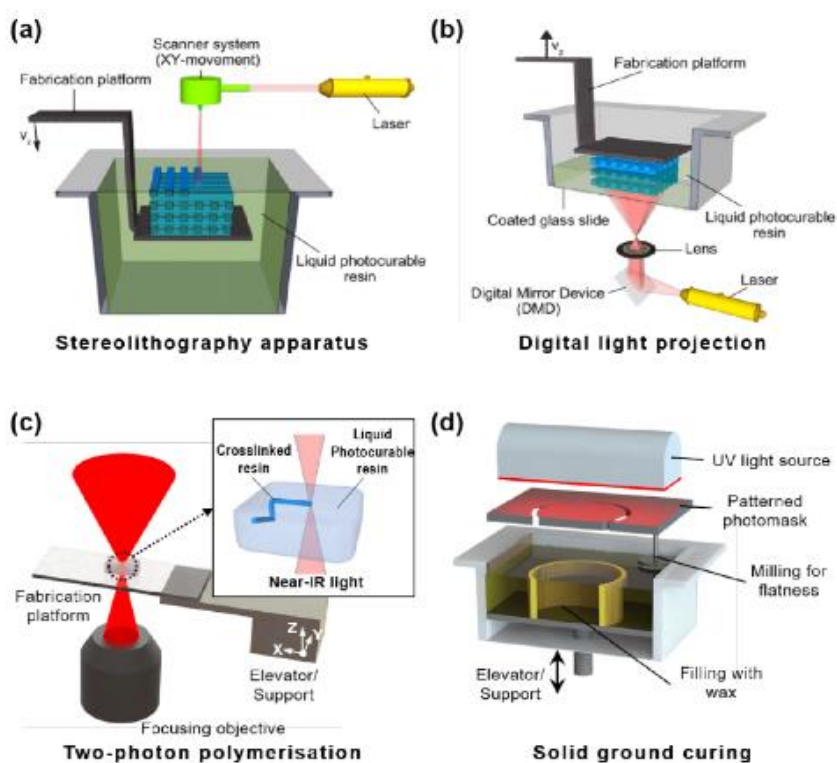 (a)
Scanner system
(XY-movement)
Fabrication platform
Laser
Vz
Liquid photocurable
resin
Stereolithography apparatus
(b)
Vz
Fabrication platform
Coated glass slide
Liquid photocurable
resin
Lens
Laser
Digital Mirror Device
(DMD)
Digital light projection
(c)
Crosslinked
resin
Liquid
Photocurable
resin
Near-IR light
Fabrication
platform
Z
Y
X
Elevator/
Support
Focusing objective
Two-photon polymerisation
(d)
UV light source
Patterned
photomask
Milling for
flatness
Elevator/
Support
Filling with
wax
Solid ground curing